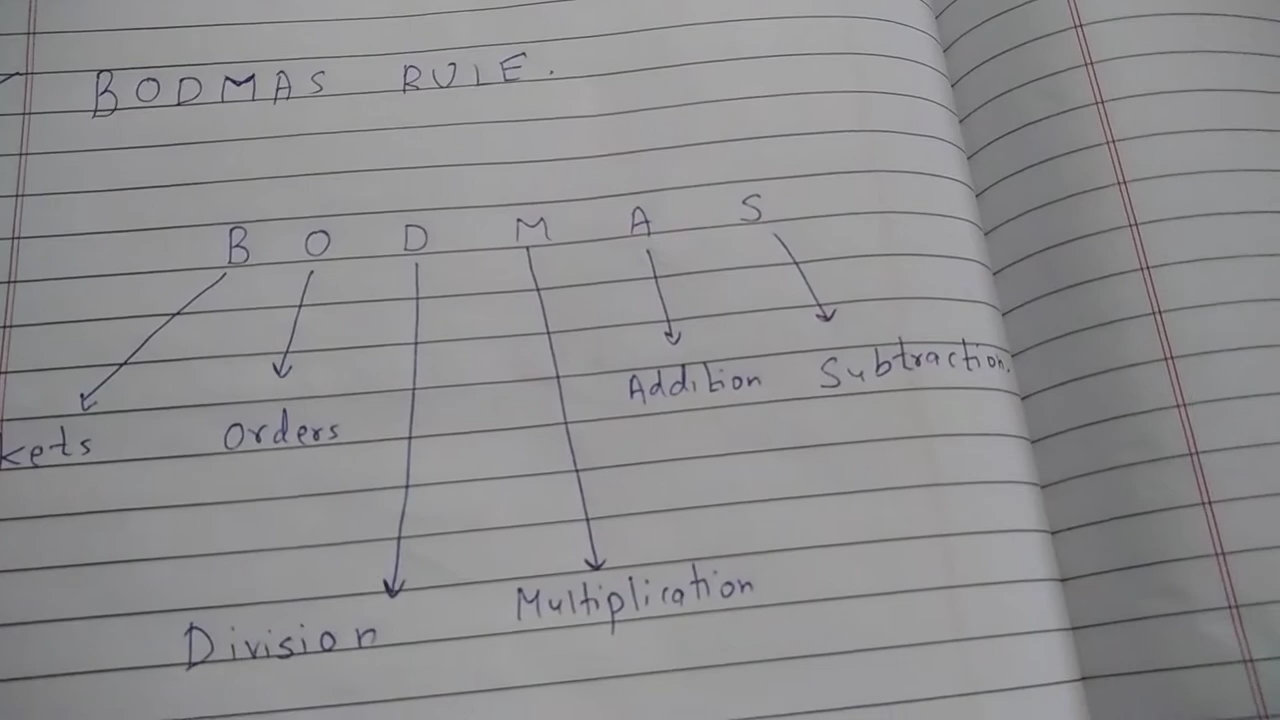 BODMAS RULE.
B O D M A S
Addition Subtraction.
kets Orders
Division Multiplication